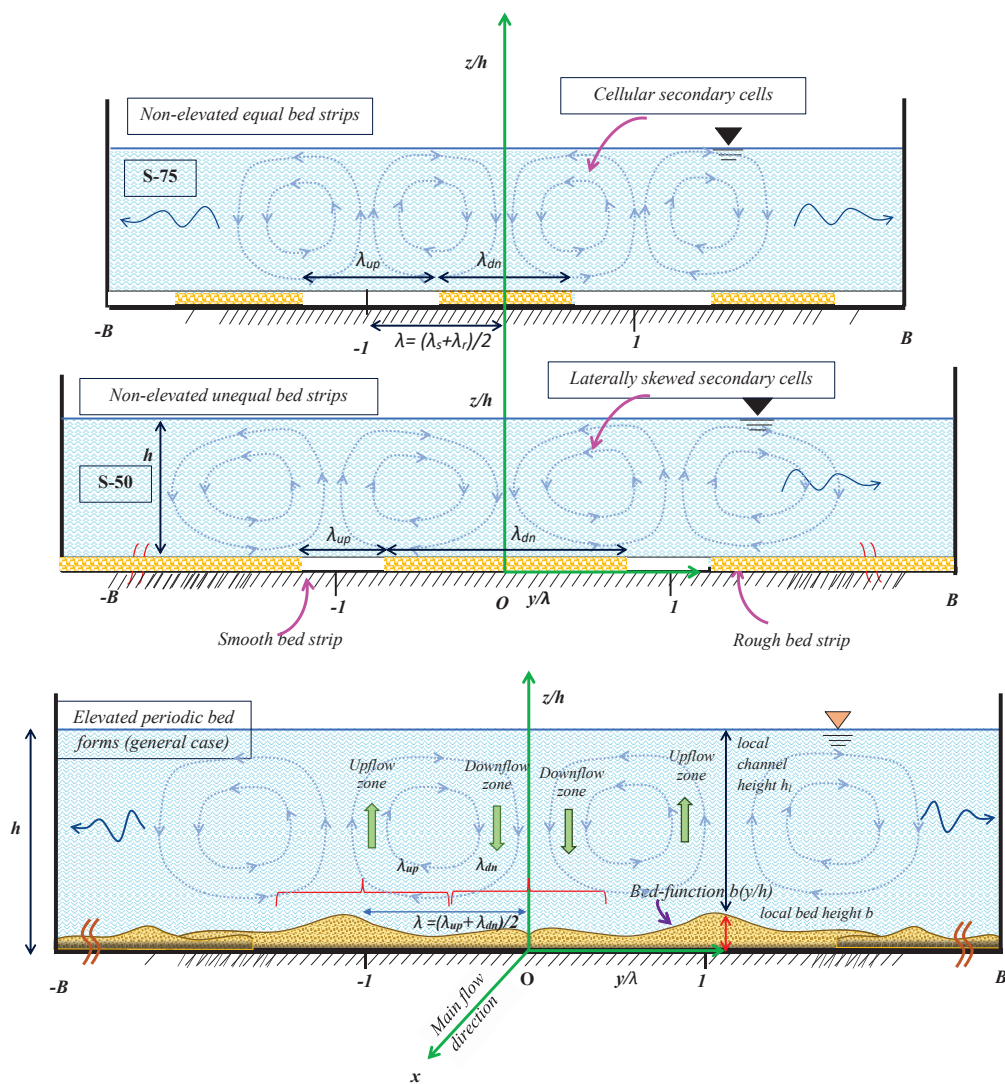 z/h
Non-elevated equal bed strips
Cellular secondary cells
S-75
λup
λdn
-B
-1
λ= (λs+λr)/2
1
B
Non-elevated unequal bed strips
z/h
Laterally skewed secondary cells
h
S-50
λup
λdn
-B
-1
O
y/λ
1
B
Smooth bed strip
Rough bed strip
z/h
Elevated periodic bed
forms (general case)
Upflow
zone
Downflow
zone
Downflow
zone
Upflow
zone
local
channel
height hl
h
λup
λdn
Bed-function b(y/h)
λ =(λup+ λdn)/2
local bed height b
-B
-1
O
y/λ
1
B
Main flow
direction
x